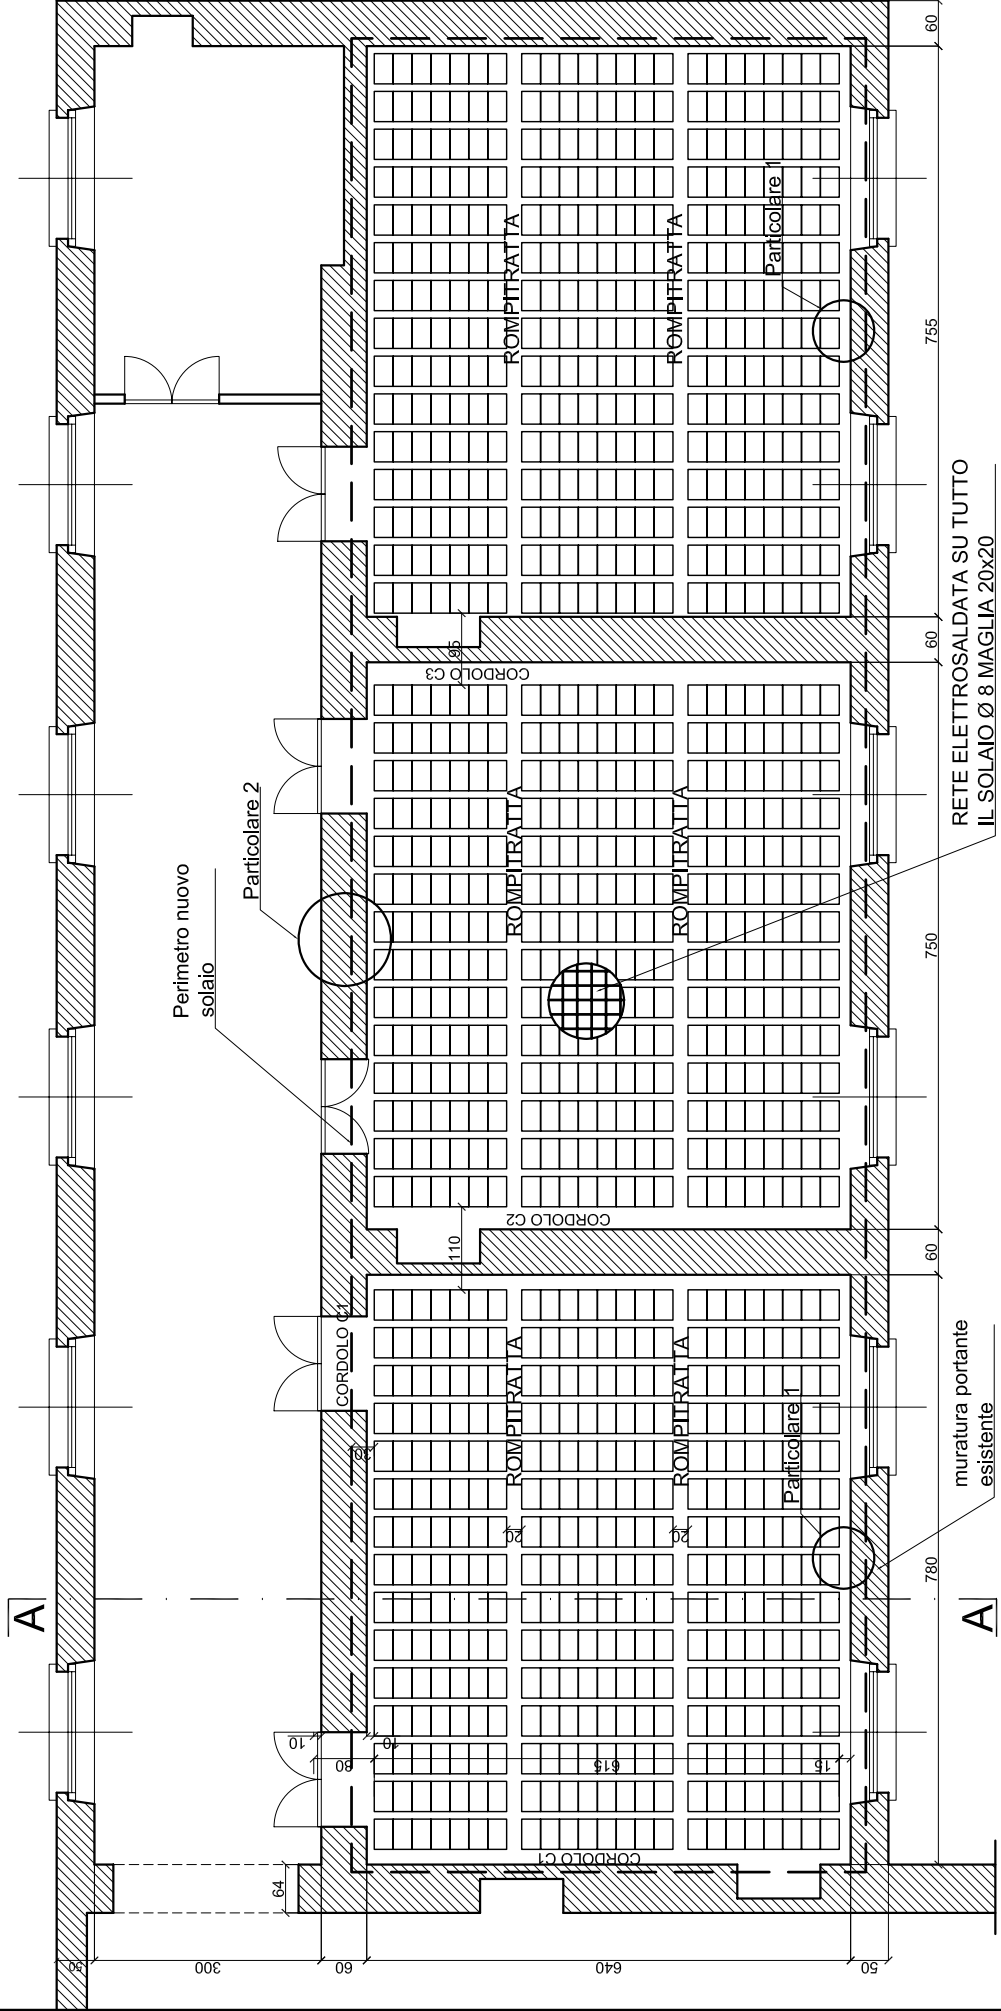 60
755
60
750
60
780
RETE ELETTROSALDATA SU TUTTO
IL SOLAIO Ø 8 MAGLIA 20x20
muratura portante
esistente
Particolare 1
Particolare 1
Particolare 2
Perimetro nuovo
solaio
ROMPITRATTA
ROMPITRATTA
ROMPITRATTA
ROMPITRATTA
ROMPITRATTA
ROMPITRATTA
CORDOLO C3
95
CORDOLO C2
110
CORDOLO C1
30
20
20
10
10
80
615
15
CORDOLO C1
64
50
300
60
640
50
A
A